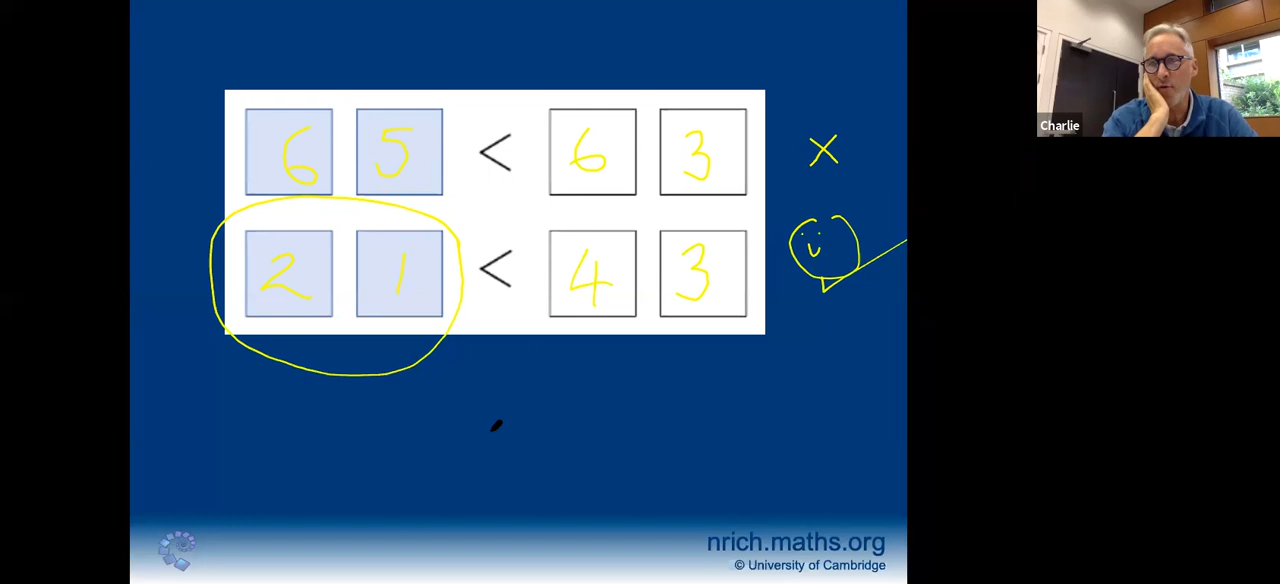 Charlie
6 5 < 6 3 x
2 1 < 4 3
nrich.maths.org
© University of Cambridge